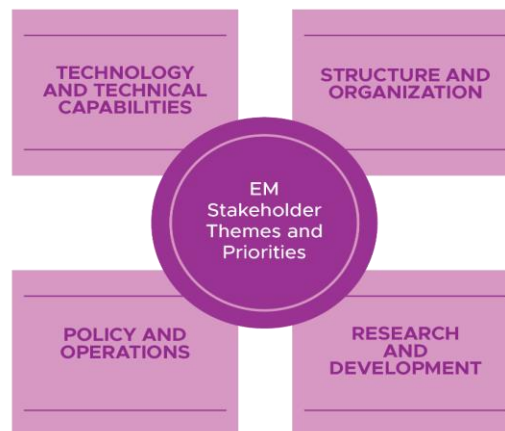 TECHNOLOGY
AND TECHNICAL
CAPABILITIES
STRUCTURE AND
ORGANIZATION
EM
Stakeholder
Themes and
Priorities
POLICY AND
OPERATIONS
RESEARCH
AND
DEVELOPMENT